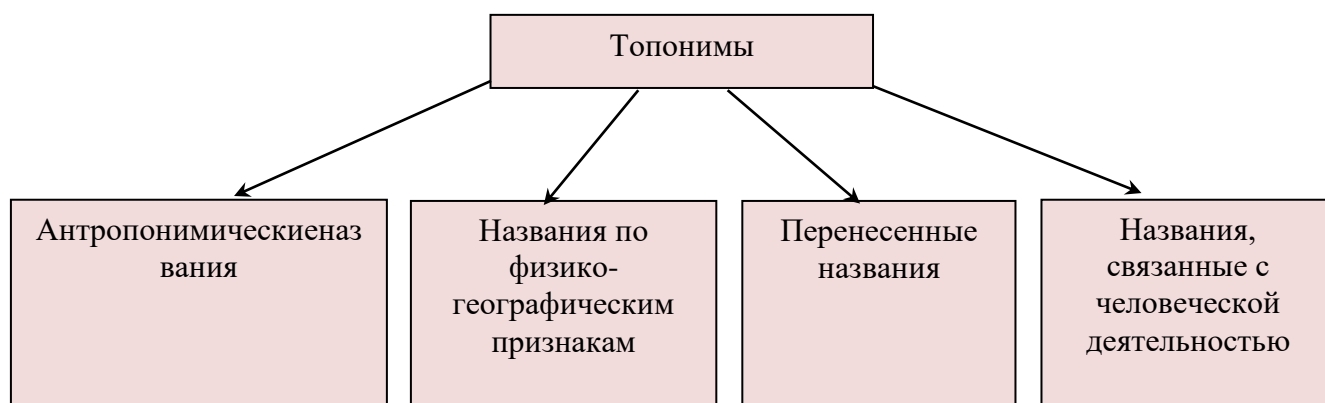 Топонимы
Антропонимическиеназ
вания
Названия по
физико-
географическим
признакам
Перенесенные
названия
Названия,
связанные с
человеческой
деятельностью